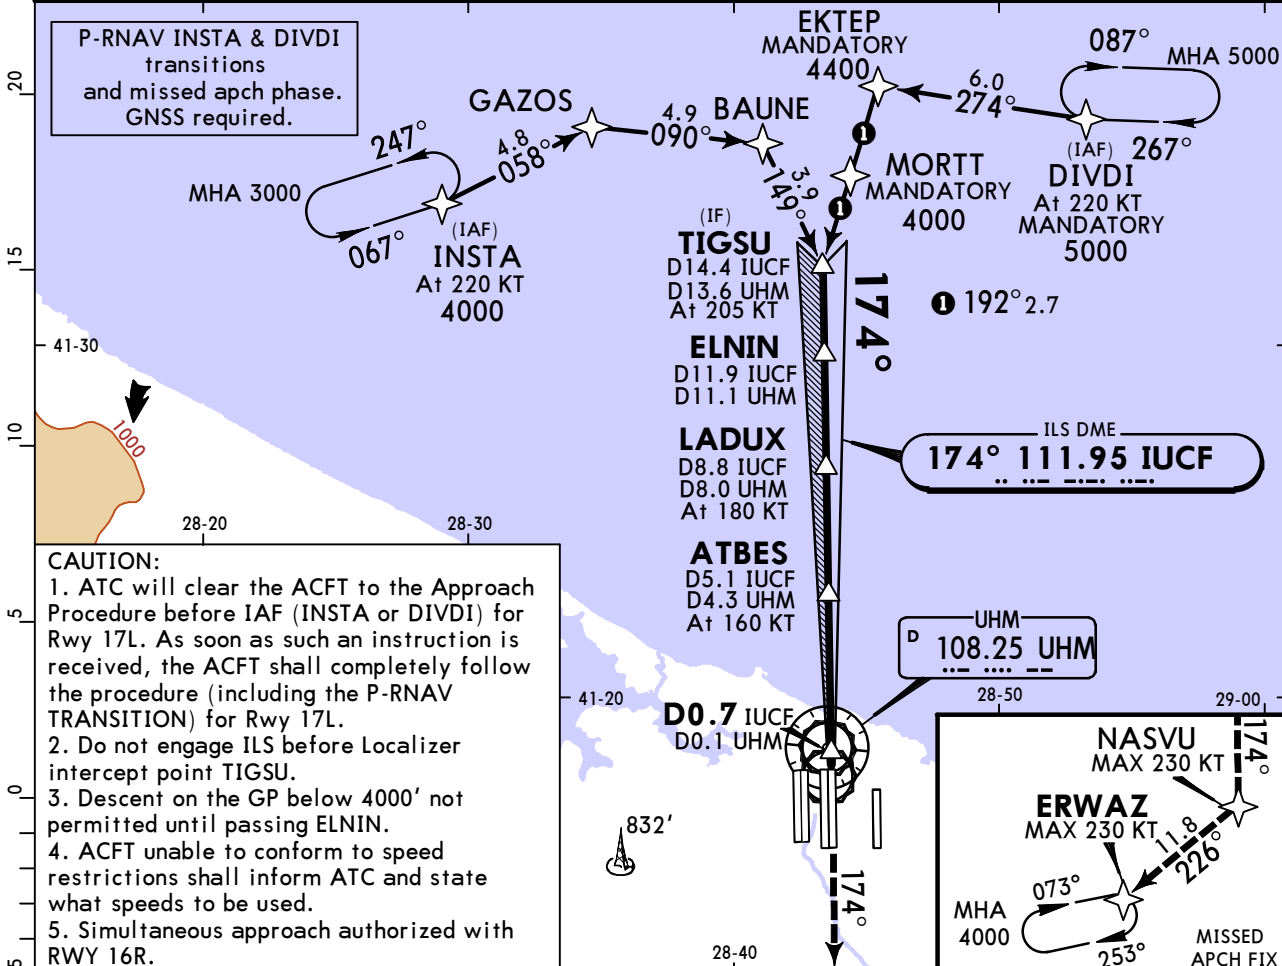 P-RNAV INSTA & DIVDI
transitions
and missed apch phase.
GNSS required.
EKTEP
MANDATORY
4400
087°
MHA 5000
6.0
274°
GAZOS
4.9
090°
BAUNE
247°
4.8
058°
MHA 3000
067°
(IAF)
INSTA
At 220 KT
4000
3.9
149°
1
MORTT
MANDATORY
4000
1
(IAF)
267°
DIVDI
At 220 KT
MANDATORY
5000
(IF)
TIGSU
D14.4 IUCF
D13.6 UHM
At 205 KT
174°
1 192° 2.7
ELNIN
D11.9 IUCF
D11.1 UHM
LADUX
D8.8 IUCF
D8.0 UHM
At 180 KT
ILS DME
174° 111.95 IUCF
ATBES
D5.1 IUCF
D4.3 UHM
At 160 KT
UHM
D 108.25 UHM
D0.7 IUCF
D0.1 UHM
20
15
10
5
0
5
41-30
1000
28-20
28-30
41-20
28-50
29-00
28-40
832'
174°
CAUTION:
1. ATC will clear the ACFT to the Approach
Procedure before IAF (INSTA or DIVDI) for
Rwy 17L. As soon as such an instruction is
received, the ACFT shall completely follow
the procedure (including the P-RNAV
TRANSITION) for Rwy 17L.
2. Do not engage ILS before Localizer
intercept point TIGSU.
3. Descent on the GP below 4000' not
permitted until passing ELNIN.
4. ACFT unable to conform to speed
restrictions shall inform ATC and state
what speeds to be used.
5. Simultaneous approach authorized with
RWY 16R.
174°
NASVU
MAX 230 KT
ERWAZ
MAX 230 KT
11.8
226°
073°
MHA
4000
253°
MISSED
APCH FIX